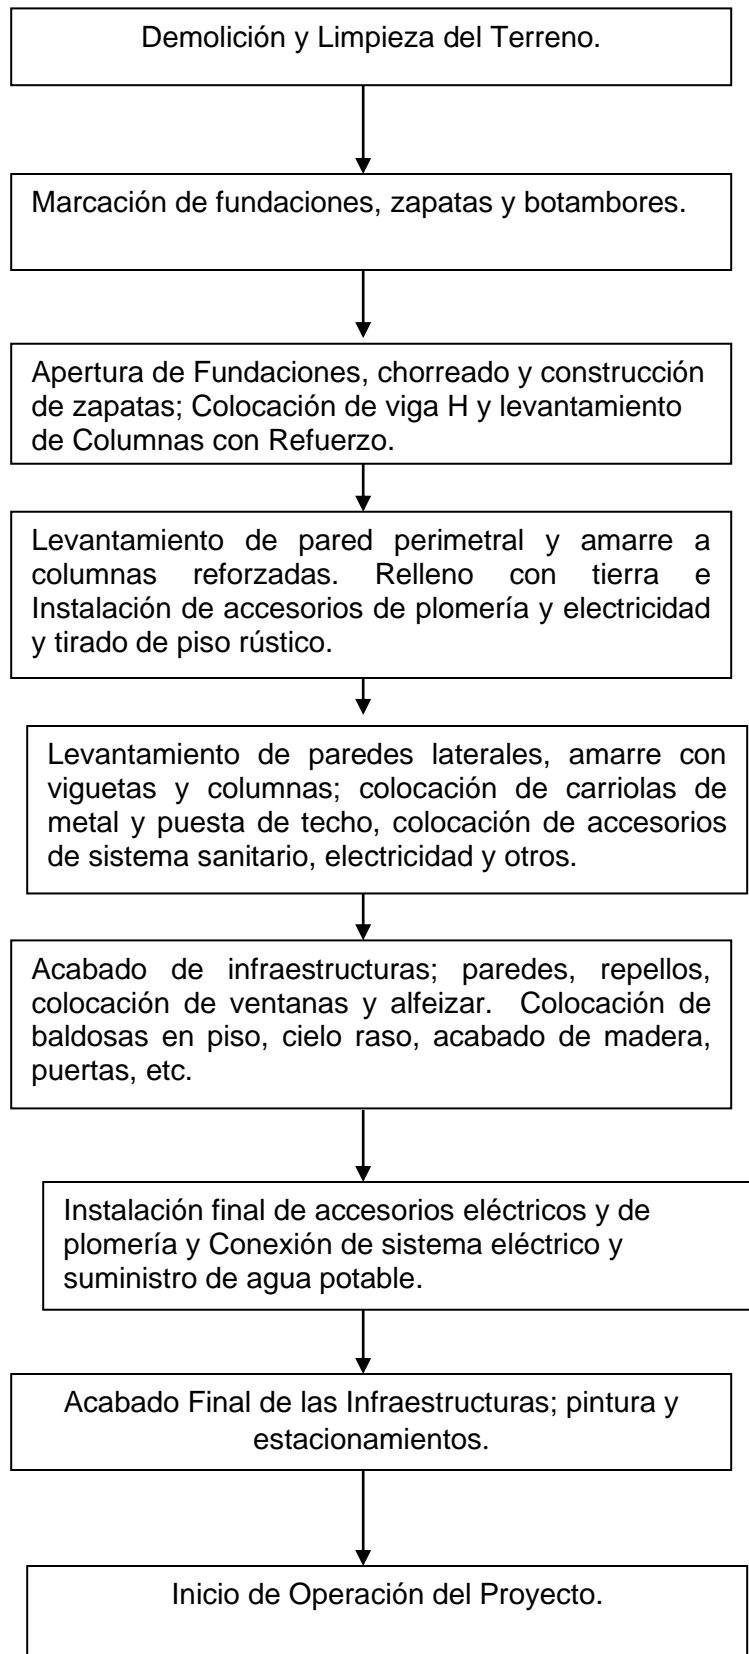 Demolición y Limpieza del Terreno.
Marcación de fundaciones, zapatas y botambores.
Apertura de Fundaciones, chorreado y construcción
de zapatas; Colocación de viga H y levantamiento
de Columnas con Refuerzo.
Levantamiento de pared perimetral y amarre a
columnas reforzadas. Relleno con tierra e
Instalación de accesorios de plomería y electricidad
y tirado de piso rústico.
Levantamiento de paredes laterales, amarre con
viguetas y columnas; colocación de carriolas de
metal y puesta de techo, colocación de accesorios
de sistema sanitario, electricidad y otros.
Acabado de infraestructuras; paredes, repellos,
colocación de ventanas y alfeizar. Colocación de
baldosas en piso, cielo raso, acabado de madera,
puertas, etc.
Instalación final de accesorios eléctricos y de
plomería y Conexión de sistema eléctrico y
suministro de agua potable.
Acabado Final de las Infraestructuras; pintura y
estacionamientos.
Inicio de Operación del Proyecto.